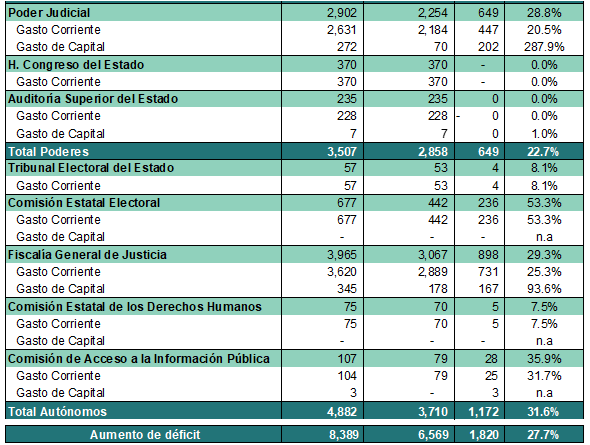 Poder Judicial 2,902 2,254 649 28.8%
Gasto Corriente 2,631 2,184 447 20.5%
Gasto de Capital 272 70 202 287.9%
H. Congreso del Estado 370 370 - 0.0%
Gasto Corriente 370 370 - 0.0%
Auditoría Superior del Estado 235 235 0 0.0%
Gasto Corriente 228 228 - 0 0.0%
Gasto de Capital 7 7 0 1.0%
Total Poderes 3,507 2,858 649 22.7%
Tribunal Electoral del Estado 57 53 4 8.1%
Gasto Corriente 57 53 4 8.1%
Comisión Estatal Electoral 677 442 236 53.3%
Gasto Corriente 677 442 236 53.3%
Gasto de Capital - - - n.a
Fiscalía General de Justicia 3,965 3,067 898 29.3%
Gasto Corriente 3,620 2,889 731 25.3%
Gasto de Capital 345 178 167 93.6%
Comisión Estatal de los Derechos Humanos 75 70 5 7.5%
Gasto Corriente 75 70 5 7.5%
Gasto de Capital - - - n.a
Comisión de Acceso a la Información Pública 107 79 28 35.9%
Gasto Corriente 104 79 25 31.7%
Gasto de Capital 3 - 3 n.a
Total Autónomos 4,882 3,710 1,172 31.6%
Aumento de déficit 8,389 6,569 1,820 27.7%